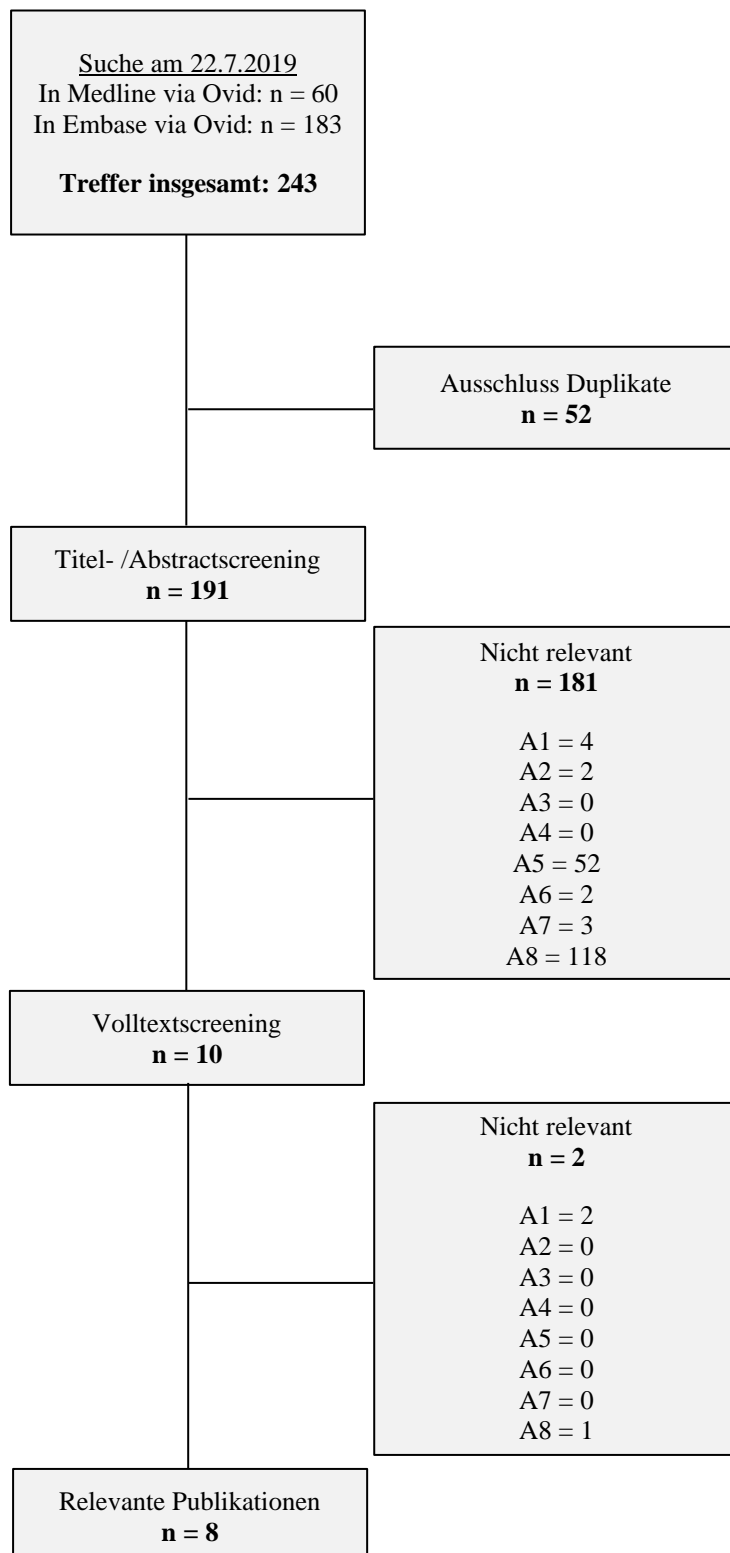 Suche am 22.7.2019
In Medline via Ovid: n = 60
In Embase via Ovid: n = 183
Treffer insgesamt: 243
Ausschluss Duplikate
n = 52
Titel- /Abstractscreening
n = 191
Nicht relevant
n = 181
A1 = 4
A2 = 2
A3 = 0
A4 = 0
A5 = 52
A6 = 2
A7 = 3
A8 = 118
Volltextscreening
n = 10
Nicht relevant
n = 2
A1 = 2
A2 = 0
A3 = 0
A4 = 0
A5 = 0
A6 = 0
A7 = 0
A8 = 1
Relevante Publikationen
n = 8